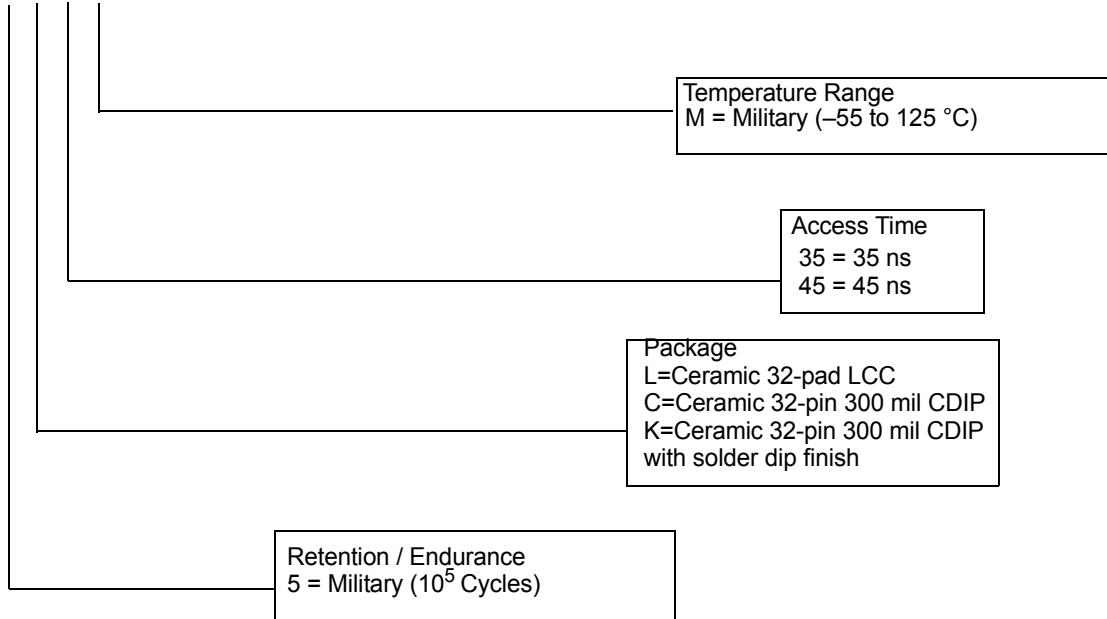 Temperature Range
M = Military (–55 to 125 °C)
Access Time
35 = 35 ns
45 = 45 ns
Package
L=Ceramic 32-pad LCC
C=Ceramic 32-pin 300 mil CDIP
K=Ceramic 32-pin 300 mil CDIP
with solder dip finish
Retention / Endurance
5 = Military (10⁵ Cycles)